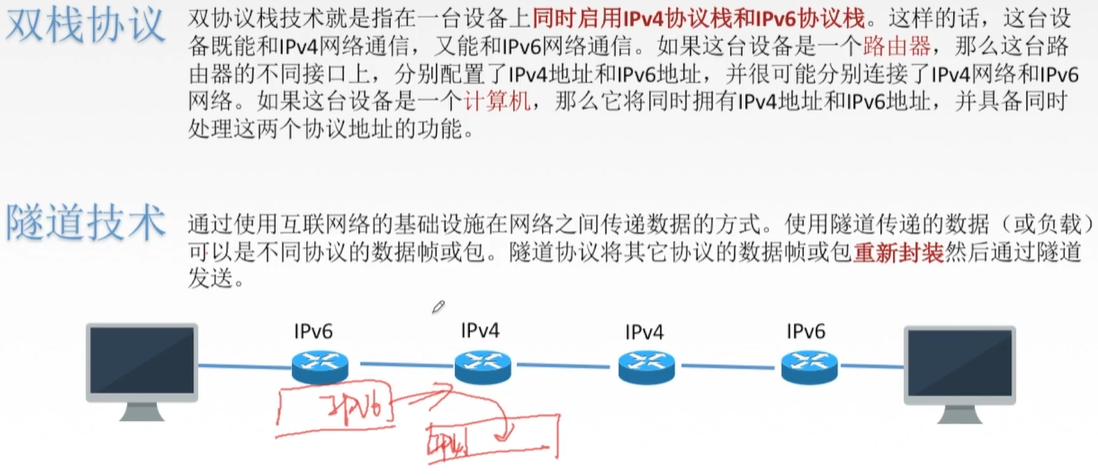 双栈协议
双协议栈技术就是指在一台设备上同时启用IPv4协议栈和IPv6协议栈。这样的话，这台设
备既能和IPv4网络通信，又能和IPv6网络通信。如果这台设备是一个路由器，那么这台路
由器的不同接口上，分别配置了IPv4地址和IPv6地址，并很可能分别连接了IPv4网络和IPv6
网络。如果这台设备是一个计算机，那么它将同时拥有IPv4地址和IPv6地址，并具备同时
处理这两个协议地址的功能。
隧道技术
通过使用互联网络的基础设施在网络之间传递数据的方式。使用隧道传递的数据（或负载）
可以是不同协议的数据帧或包。隧道协议将其它协议的数据帧或包重新封装然后通过隧道
发送。
IPv6 IPv4 IPv4 IPv6
IPV6